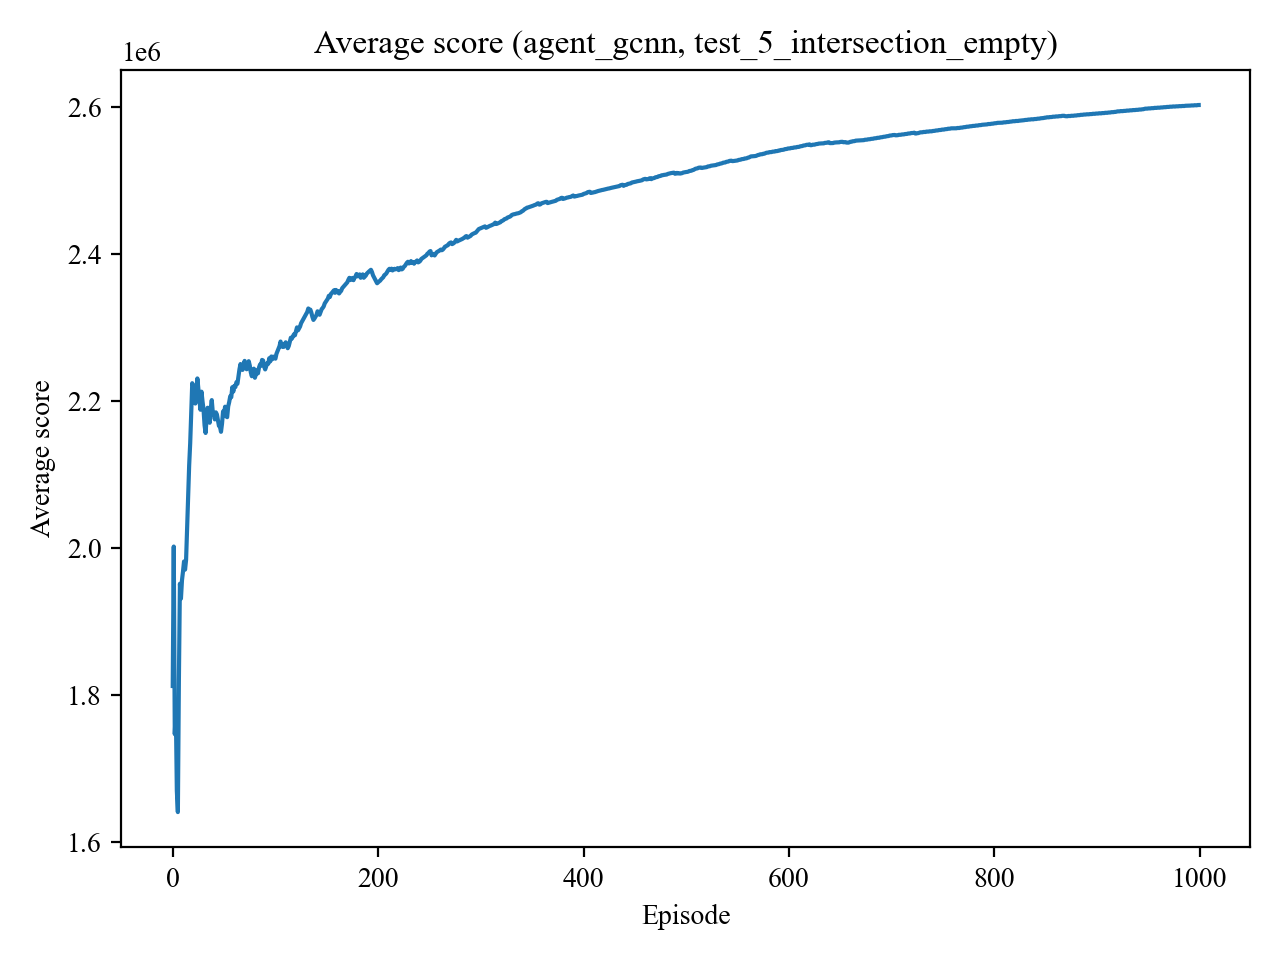 Average score (agent_gcnn, test_5_intersection_empty)
1e6
2.6
2.4
2.2
2.0
1.8
1.6
Average score
0 200 400 600 800 1000
Episode